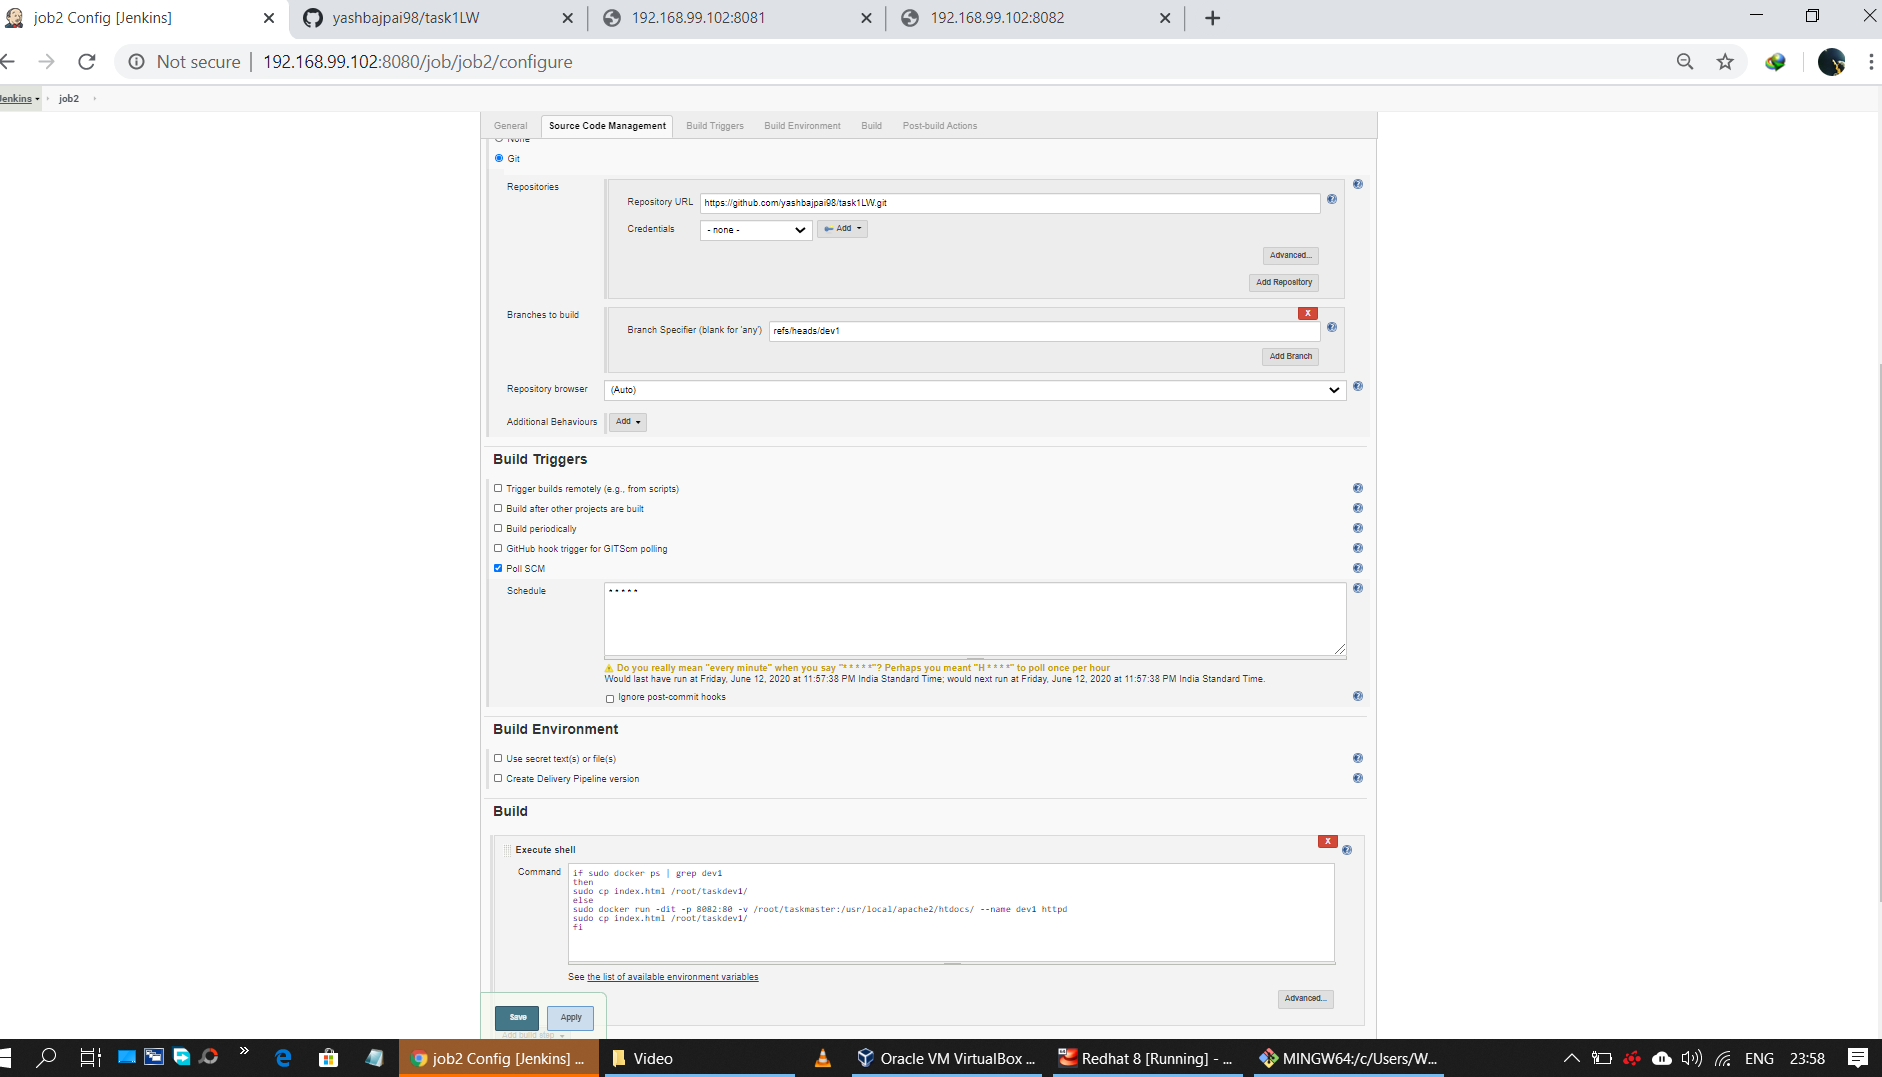 job2 Config [Jenkins]
yashbajpai98/task1LW
192.168.99.102:8081
192.168.99.102:8082
Not secure
192.168.99.102:8080/job/job2/configure
Jenkins
job2
General
Source Code Management
Build Triggers
Build Environment
Build
Post-build Actions
None
Git
Repositories
Repository URL
https://github.com/yashbajpai98/task1LW.git
Credentials
- none -
Add
Advanced...
Add Repository
Branches to build
X
Branch Specifier (blank for 'any')
refs/heads/dev1
Add Branch
Repository browser
(Auto)
Additional Behaviours
Add
Build Triggers
Trigger builds remotely (e.g., from scripts)
Build after other projects are built
Build periodically
GitHub hook trigger for GITScm polling
Poll SCM
Schedule
* * * * *
Do you really mean "every minute" when you say "* * * * *"? Perhaps you meant "H * * * *" to poll once per hour
Would last have run at Friday, June 12, 2020 at 11:57:38 PM India Standard Time; would next run at Friday, June 12, 2020 at 11:57:38 PM India Standard Time.
Ignore post-commit hooks
Build Environment
Use secret text(s) or file(s)
Create Delivery Pipeline version
Build
X
Execute shell
Command
if sudo docker ps | grep dev1
then
sudo cp index.html /root/taskdev1/
else
sudo docker run -dit -p 8082:80 -v /root/taskmaster:/usr/local/apache2/htdocs/ --name dev1 httpd
sudo cp index.html /root/taskdev1/
fi
See the list of available environment variables
Advanced...
Save
Apply
Add build step
job2 Config [Jenkins] ...
Video
Oracle VM VirtualBox ...
Redhat 8 [Running] - ...
MINGW64:/c/Users/W...
ENG
23:58